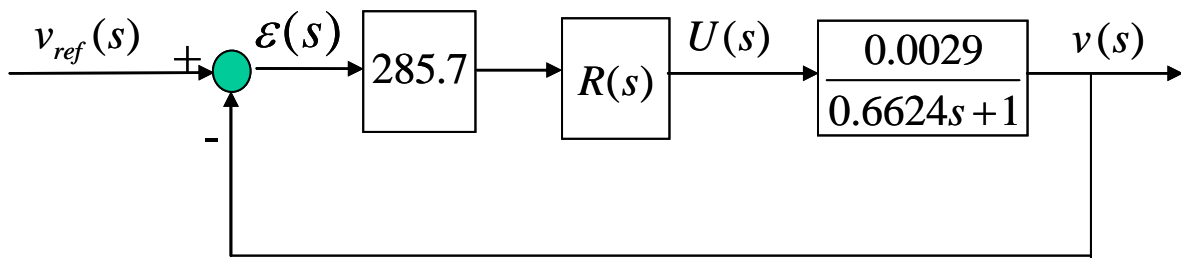 v_ref(s)
+
-
ε(s)
285.7
R(s)
U(s)
0.0029
0.6624s+1
v(s)